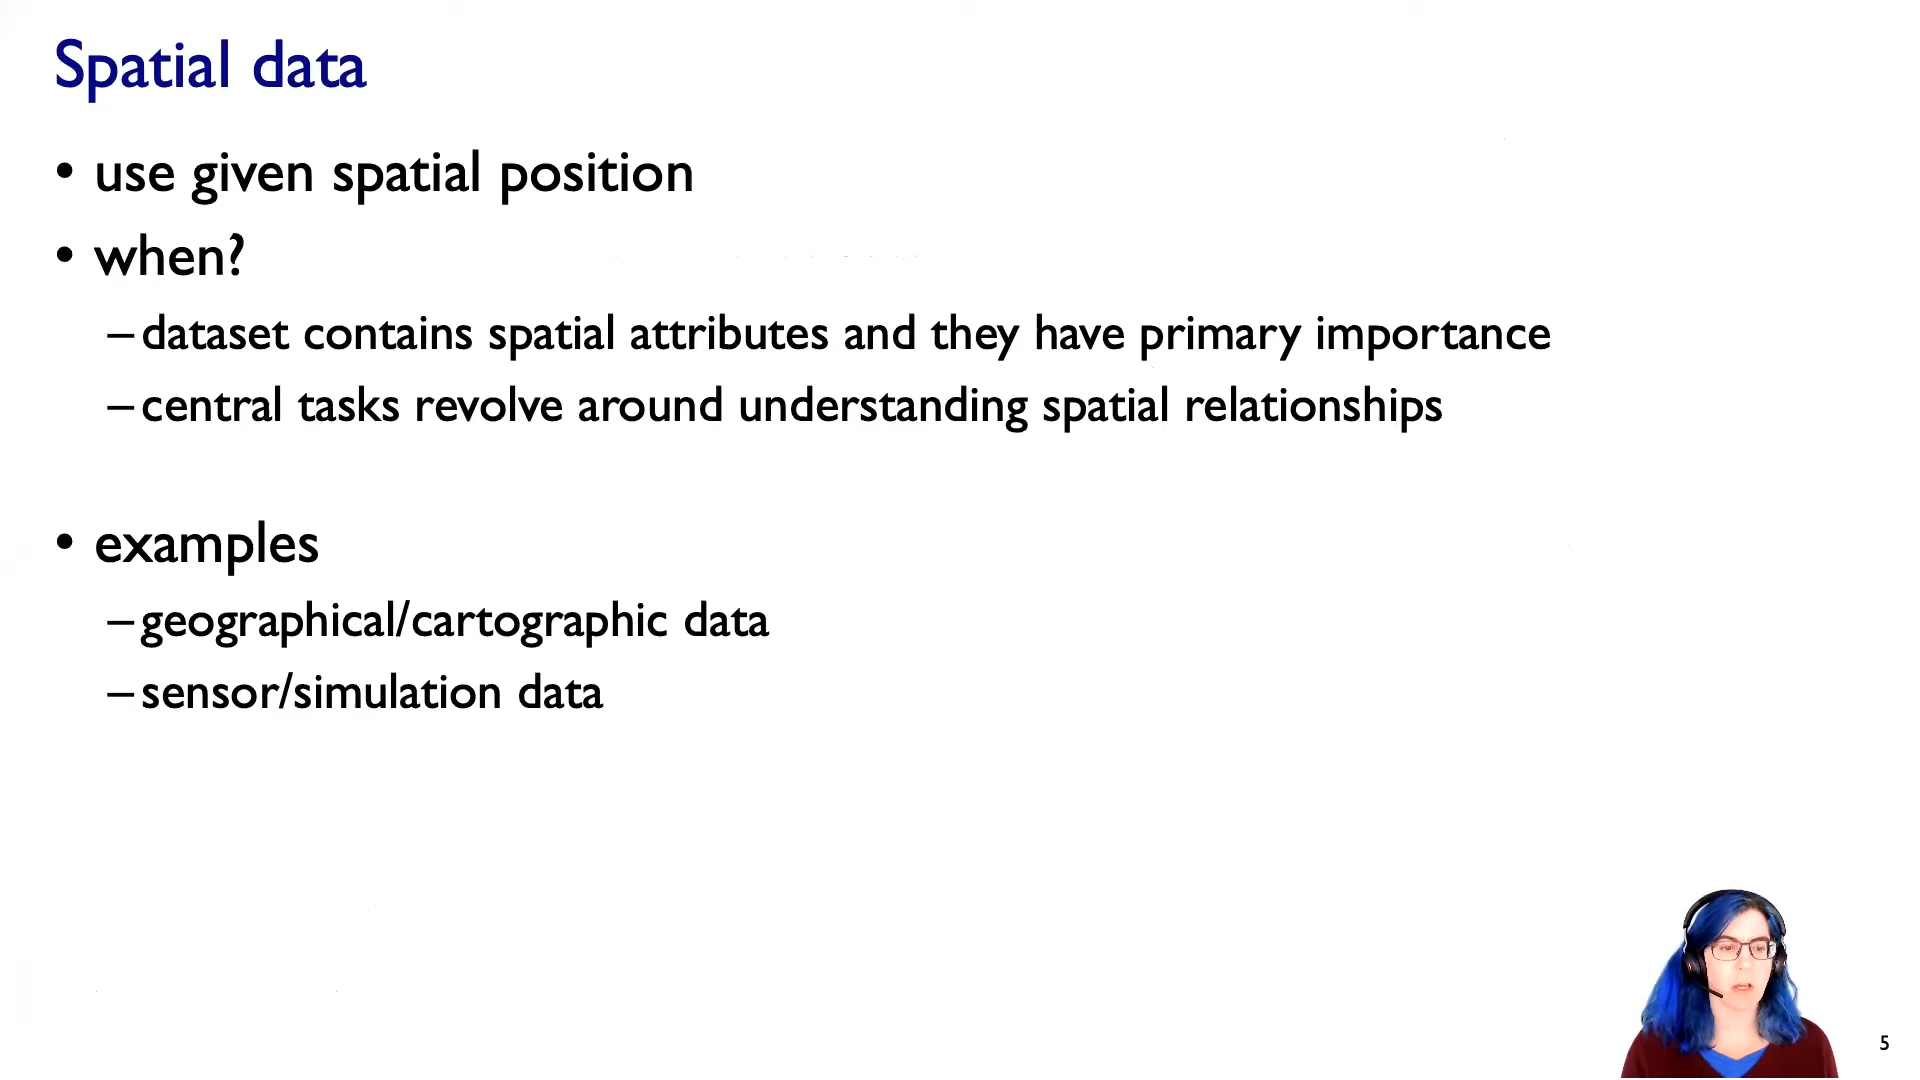 Spatial data
• use given spatial position
• when?
– dataset contains spatial attributes and they have primary importance
– central tasks revolve around understanding spatial relationships
• examples
– geographical/cartographic data
– sensor/simulation data
5